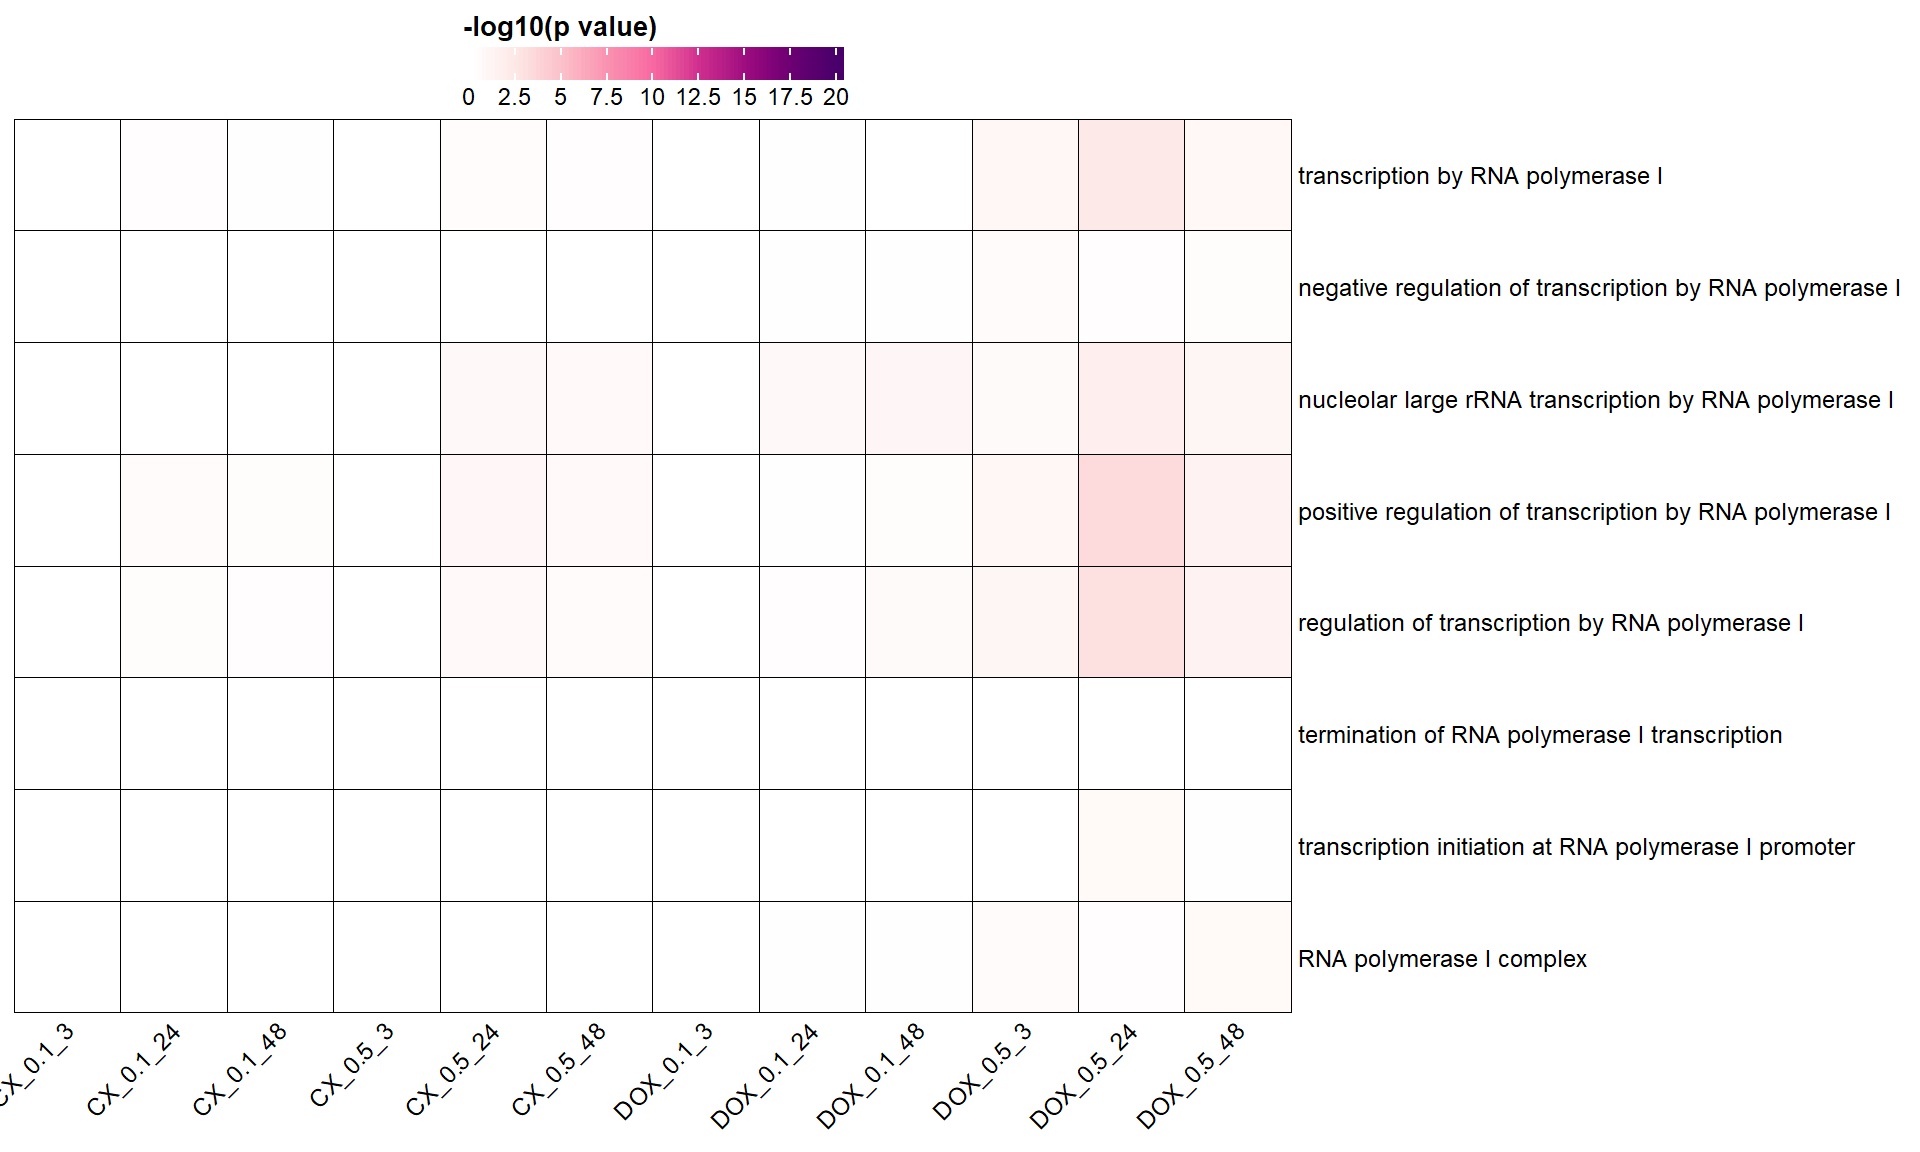 -log10(p value)
0 2.5 5 7.5 10 12.5 15 17.5 20
transcription by RNA polymerase I
negative regulation of transcription by RNA polymerase I
nucleolar large rRNA transcription by RNA polymerase I
positive regulation of transcription by RNA polymerase I
regulation of transcription by RNA polymerase I
termination of RNA polymerase I transcription
transcription initiation at RNA polymerase I promoter
RNA polymerase I complex
CX_0.1_3
CX_0.1_24
CX_0.1_48
CX_0.5_3
CX_0.5_24
CX_0.5_48
DOX_0.1_3
DOX_0.1_24
DOX_0.1_48
DOX_0.5_3
DOX_0.5_24
DOX_0.5_48